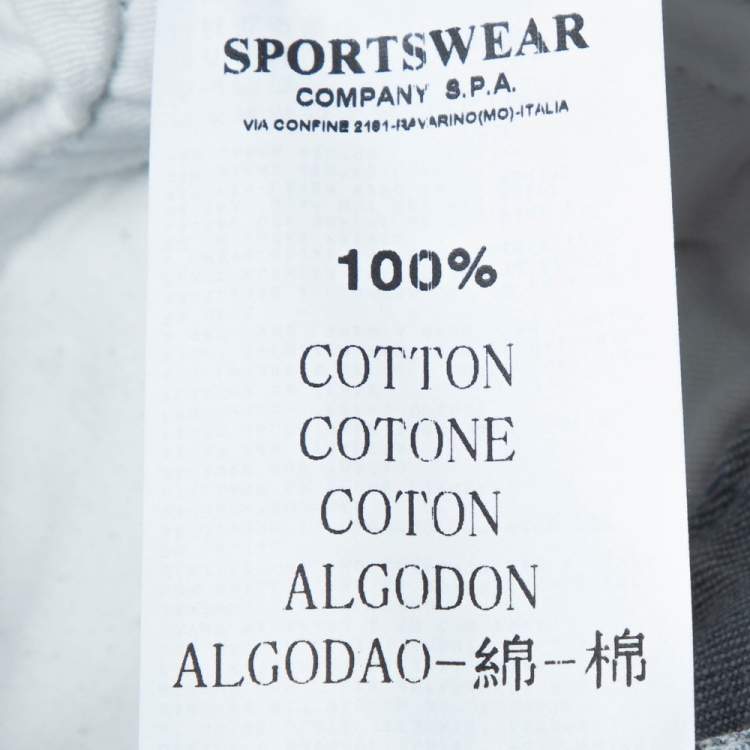 SPORTSWEAR
COMPANY S.P.A.
VIA CONFINE 2161-RAVARINO(MO)-ITALIA
100%
COTTON
COTONE
COTON
ALGODON
ALGODAO-綿-棉